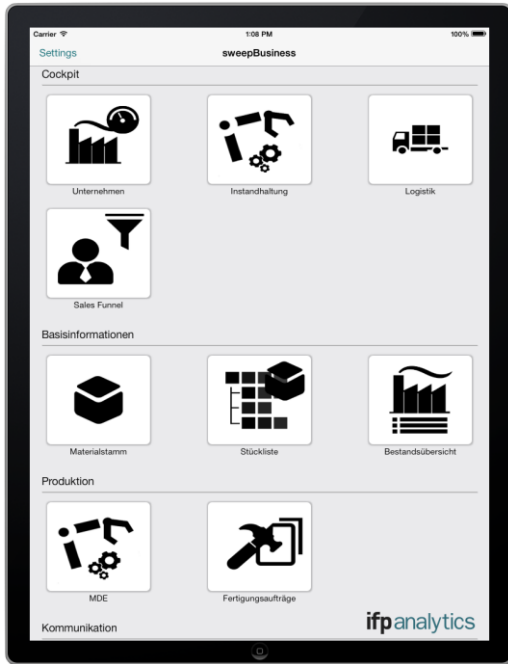 Carrier 1:08 PM 100%
Settings sweepBusiness
Cockpit
Unternehmen Instandhaltung Logistik
Sales Funnel
Basisinformationen
Materialstamm Stückliste Bestandsübersicht
Produktion
MDE Fertigungsaufträge
ifpanalytics
Kommunikation